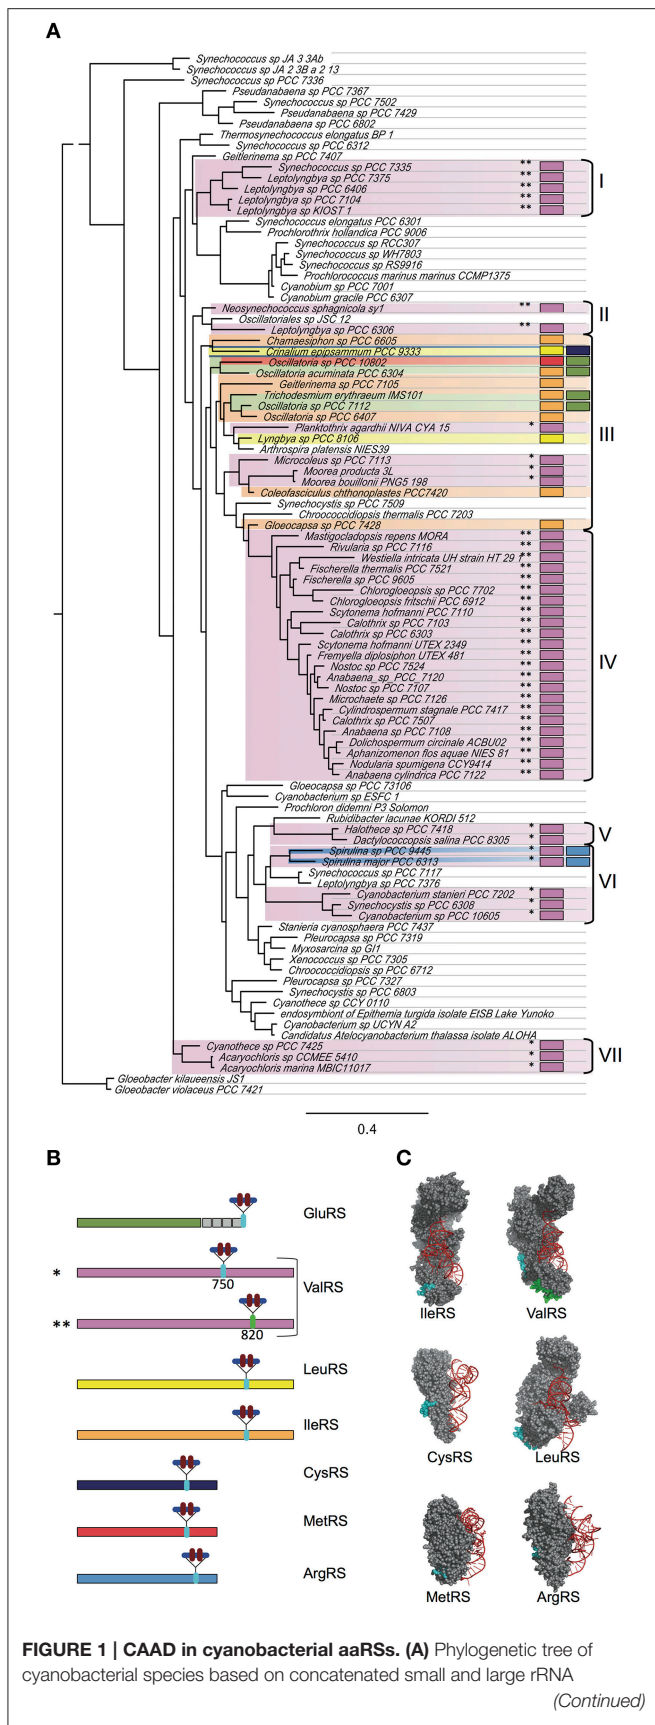 A
Synechococcus sp JA 3 3Ab
Synechococcus sp JA 2 3B a 2 13
Synechococcus sp PCC 7336
Pseudanabaena sp PCC 7367
Synechococcus sp PCC 7502
Pseudanabaena sp PCC 7429
Pseudanabaena sp PCC 6802
Thermosynechococcus elongatus BP 1
Synechococcus sp PCC 6312
Geitlerinema sp PCC 7407
Synechococcus sp PCC 7335 **
Leptolyngbya sp PCC 7375 **
Leptolyngbya sp PCC 6406 ** I
Leptolyngbya sp PCC 7104 **
Leptolyngbya sp KIOST 1 **
Synechococcus elongatus PCC 6301
Prochlorothrix hollandica PCC 9006
Synechococcus sp RCC307
Synechococcus sp WH7803
Synechococcus sp RS9916
Prochlorococcus marinus marinus CCMP1375
Cyanobium sp PCC 7001
Cyanobium gracile PCC 6307
Neosynechococcus sphagnicola sy1 **
Oscillatoriales sp JSC 12 II
Leptolyngbya sp PCC 6306 **
Chamaesiphon sp PCC 6605
Crinalium epipsammum PCC 9333
Oscillatoria sp PCC 10802
Oscillatoria acuminata PCC 6304
Geitlerinema sp PCC 7105
Trichodesmium erythraeum IMS101
Oscillatoria sp PCC 7112
Oscillatoria sp PCC 6407
Planktothrix agardhii NIVA CYA 15 * III
Lyngbya sp PCC 8106
Arthrospira platensis NIES39
Microcoleus sp PCC 7113 *
Moorea producta 3L *
Moorea bouillonii PNG5 198 *
Coleofasciculus chthonoplastes PCC7420
Synechocystis sp PCC 7509
Chroococcidiopsis thermalis PCC 7203
Gloeocapsa sp PCC 7428
Mastigocladopsis repens MORA **
Rivularia sp PCC 7116 **
Westiella intricata UH strain HT 29 1 **
Fischerella thermalis PCC 7521 **
Fischerella sp PCC 9605 **
Chlorogloeopsis sp PCC 7702 **
Chlorogloeopsis fritschii PCC 6912 **
Scytonema hofmanni PCC 7110 **
Calothrix sp PCC 7103 **
Calothrix sp PCC 6303 **
Scytonema hofmanni UTEX 2349 **
Fremyella diplosiphon UTEX 481 **
Nostoc sp PCC 7524 ** IV
Anabaena_sp_PCC_7120 **
Nostoc sp PCC 7107 **
Microchaete sp PCC 7126 **
Cylindrospermum stagnale PCC 7417 **
Calothrix sp PCC 7507 **
Anabaena sp PCC 7108 **
Dolichospermum circinale ACBU02 **
Aphanizomenon flos aquae NIES 81 **
Nodularia spumigena CCY9414 **
Anabaena cylindrica PCC 7122 **
Gloeocapsa sp PCC 73106
Cyanobacterium sp ESFC 1
Prochloron didemni P3 Solomon
Rubidibacter lacunae KORDI 512
Halothece sp PCC 7418 * V
Dactylococcopsis salina PCC 8305 *
Spirulina sp PCC 9445 *
Spirulina major PCC 6313 *
Synechococcus sp PCC 7117
Leptolyngbya sp PCC 7376 VI
Cyanobacterium stanieri PCC 7202 *
Synechocystis sp PCC 6308 *
Cyanobacterium sp PCC 10605 *
Stanieria cyanosphaera PCC 7437
Pleurocapsa sp PCC 7319
Myxosarcina sp GI1
Xenococcus sp PCC 7305
Chroococcidiopsis sp PCC 6712
Pleurocapsa sp PCC 7327
Synechocystis sp PCC 6803
Cyanothece sp CCY 0110
endosymbiont of Epithemia turgida isolate EtSB Lake Yunoko
Cyanobacterium sp UCYN A2
Candidatus Atelocyanobacterium thalassa isolate ALOHA
Cyanothece sp PCC 7425 *
Acaryochloris sp CCMEE 5410 * VII
Acaryochloris marina MBIC11017 *
Gloeobacter kilaueensis JS1
Gloeobacter violaceus PCC 7421
0.4
B
GluRS
*
750
ValRS
**
820
LeuRS
IleRS
CysRS
MetRS
ArgRS
C
IleRS ValRS
CysRS LeuRS
MetRS ArgRS
FIGURE 1 | CAAD in cyanobacterial aaRSs. (A) Phylogenetic tree of
cyanobacterial species based on concatenated small and large rRNA
(Continued)